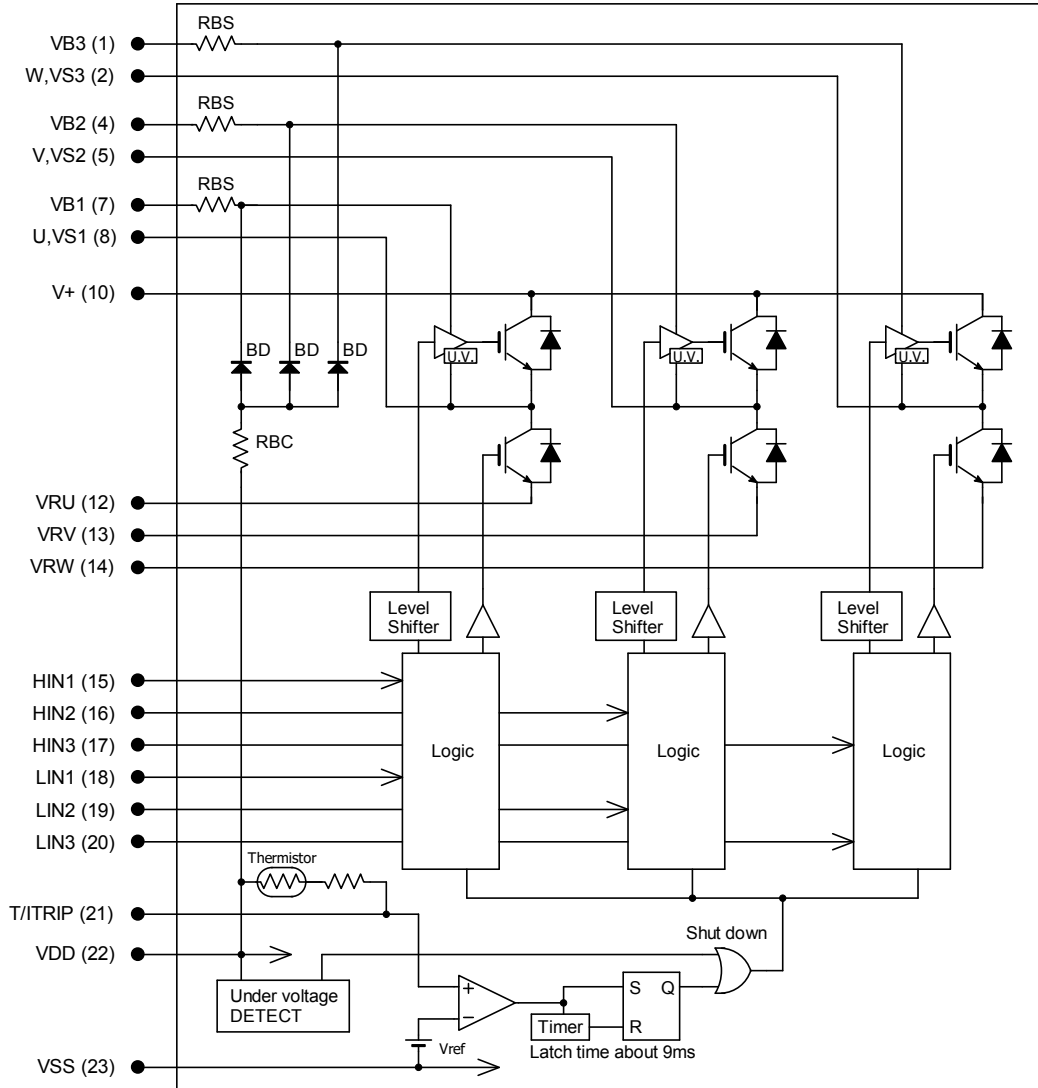 RBS
VB3 (1)
W,VS3 (2)
RBS
VB2 (4)
V,VS2 (5)
RBS
VB1 (7)
U,VS1 (8)
V+ (10)
U.V.
U.V.
U.V.
BD
BD
BD
RBC
VRU (12)
VRV (13)
VRW (14)
Level
Shifter
Level
Shifter
Level
Shifter
HIN1 (15)
HIN2 (16)
HIN3 (17)
LIN1 (18)
LIN2 (19)
LIN3 (20)
Logic
Logic
Logic
Thermistor
T/ITRIP (21)
VDD (22)
Shut down
Under voltage
DETECT
+
−
S Q
R
Timer
Vref
Latch time about 9ms
VSS (23)